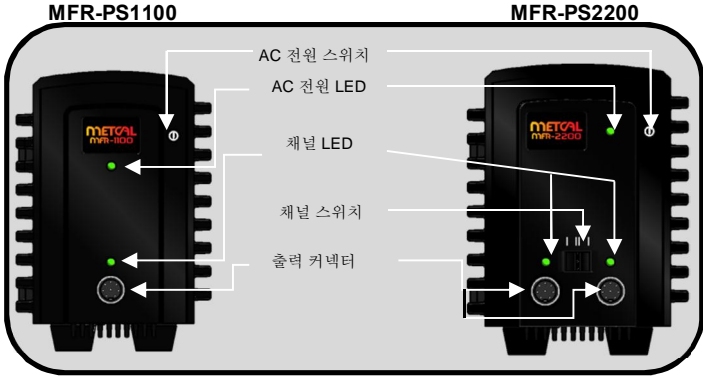 MFR-PS1100
MFR-PS2200
AC 전원 스위치
AC 전원 LED
채널 LED
채널 스위치
출력 커넥터
METCAL
MFR-1100
METCAL
MFR-2200